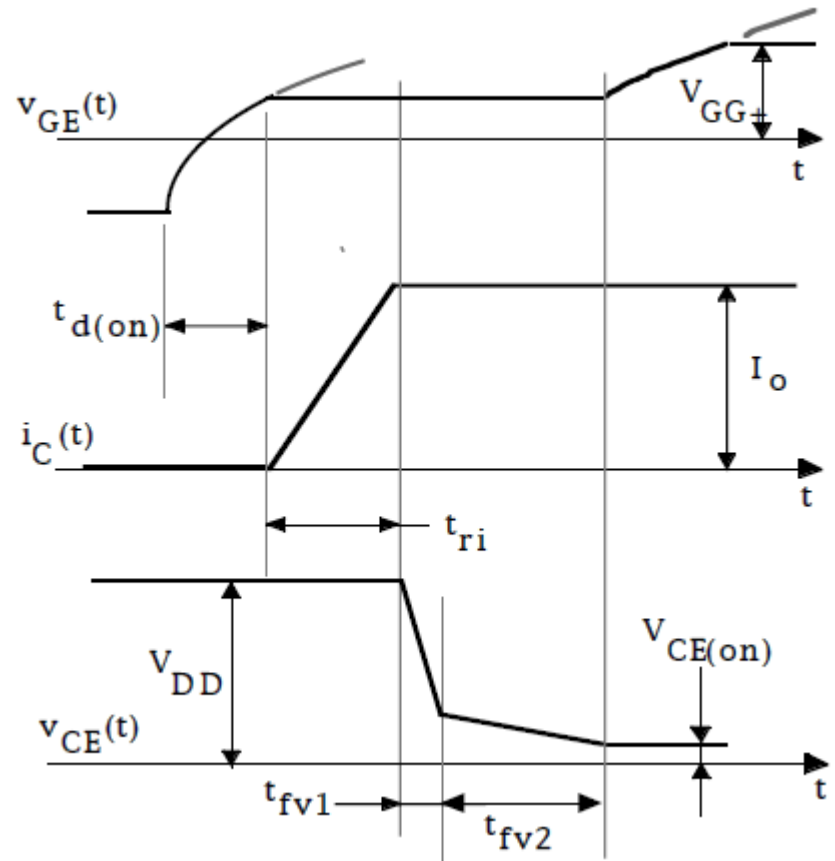 v_GE(t)
V_GG+
t
t_d(on)
I_o
i_C(t)
t
t_ri
V_DD
V_CE(on)
v_CE(t)
t
t_fv1
t_fv2